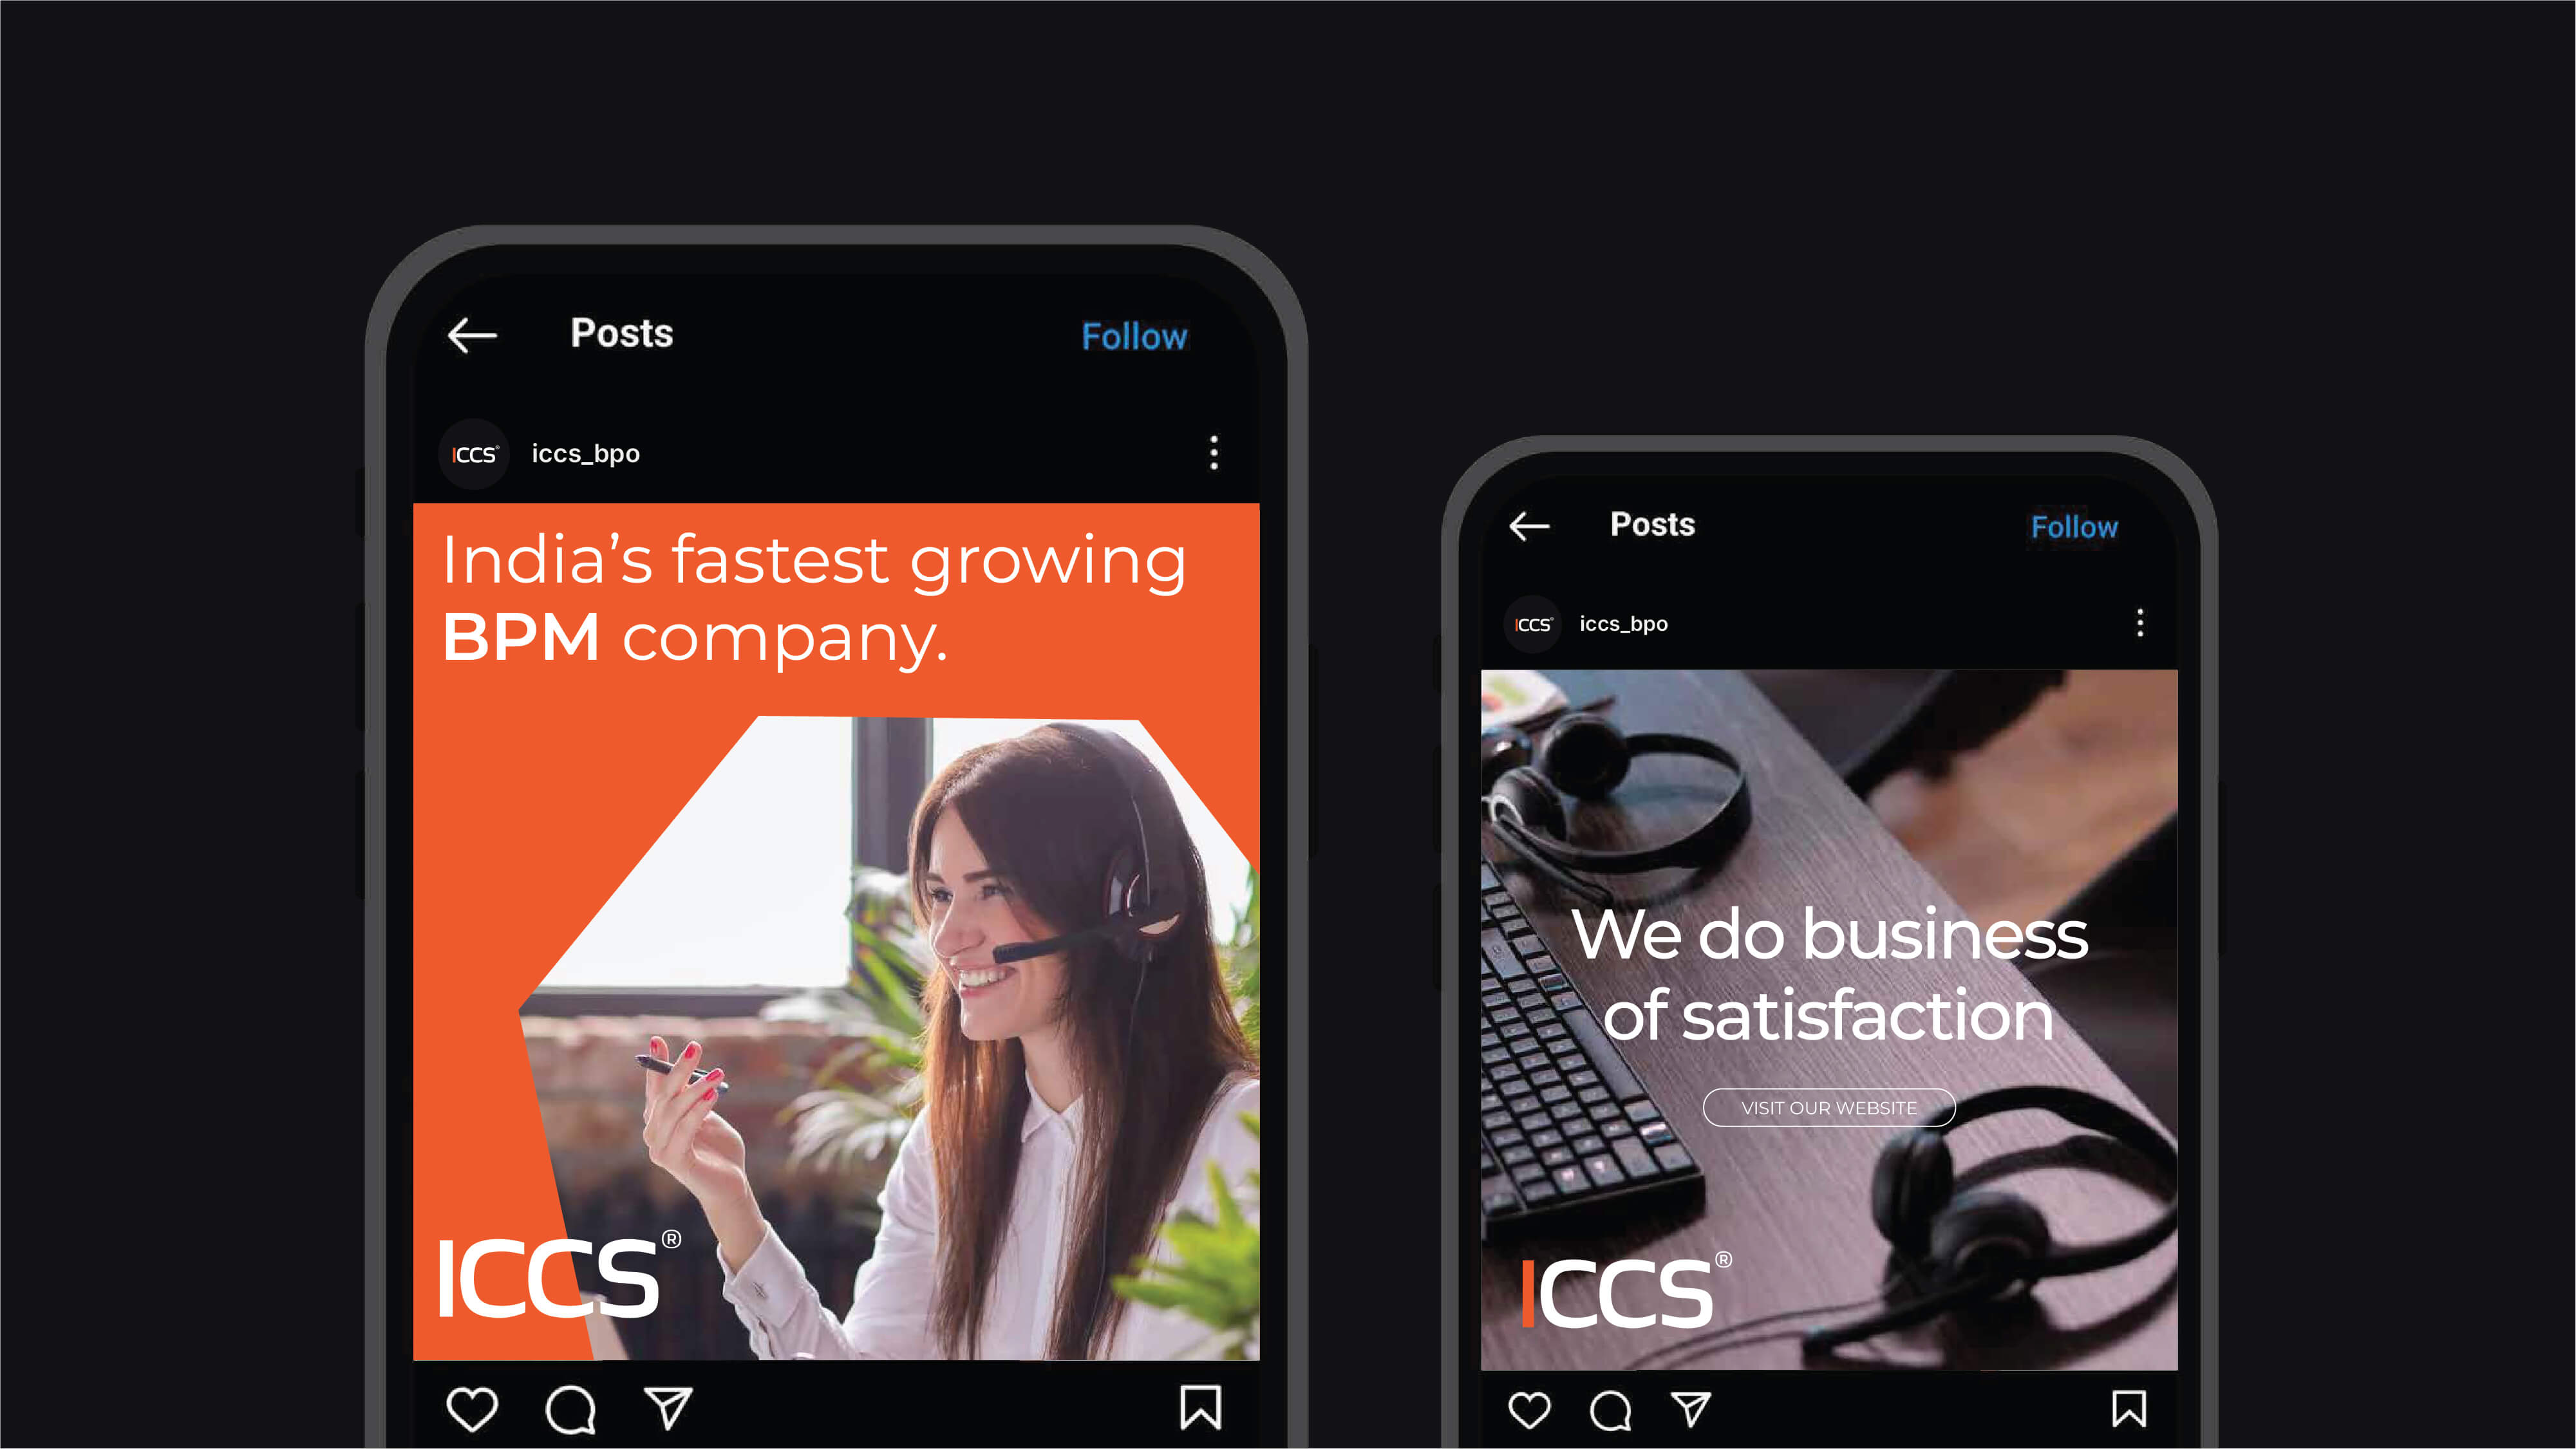 Posts
Follow
ICCS®
iccs_bpo
India’s fastest growing
BPM company.
ICCS®
Posts
Follow
ICCS®
iccs_bpo
We do business
of satisfaction
VISIT OUR WEBSITE
ICCS®